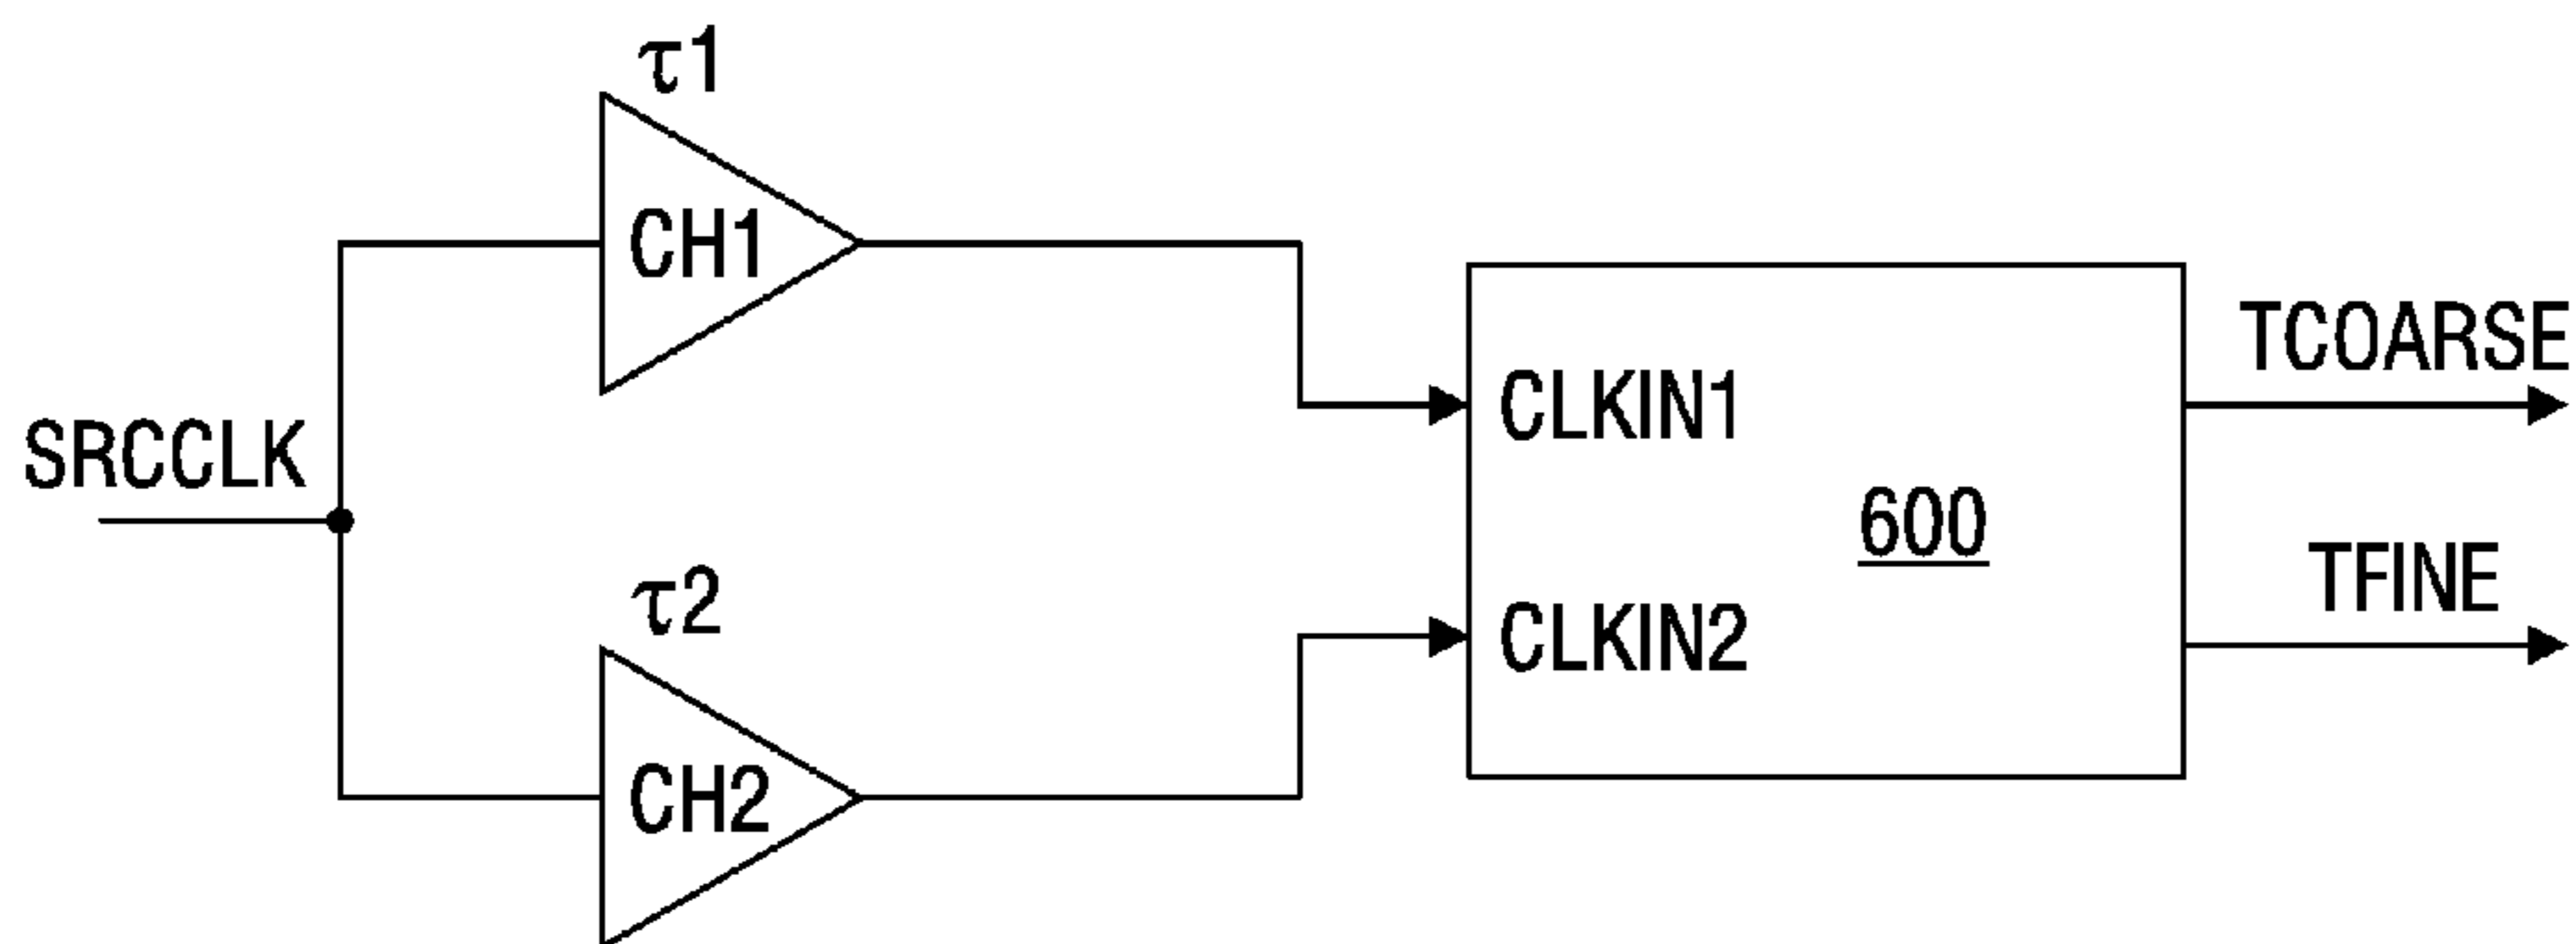 τ1
CH1
SRCCLK
τ2
CH2
CLKIN1
CLKIN2
600
TCOARSE
TFINE